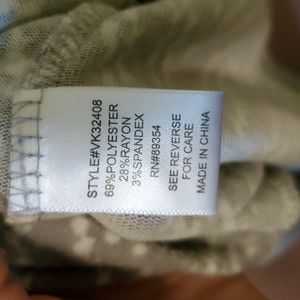 STYLE#VK32408
69%POLYESTER
28%RAYON
3%SPANDEX
RN#89354
SEE REVERSE
FOR CARE
MADE IN CHINA